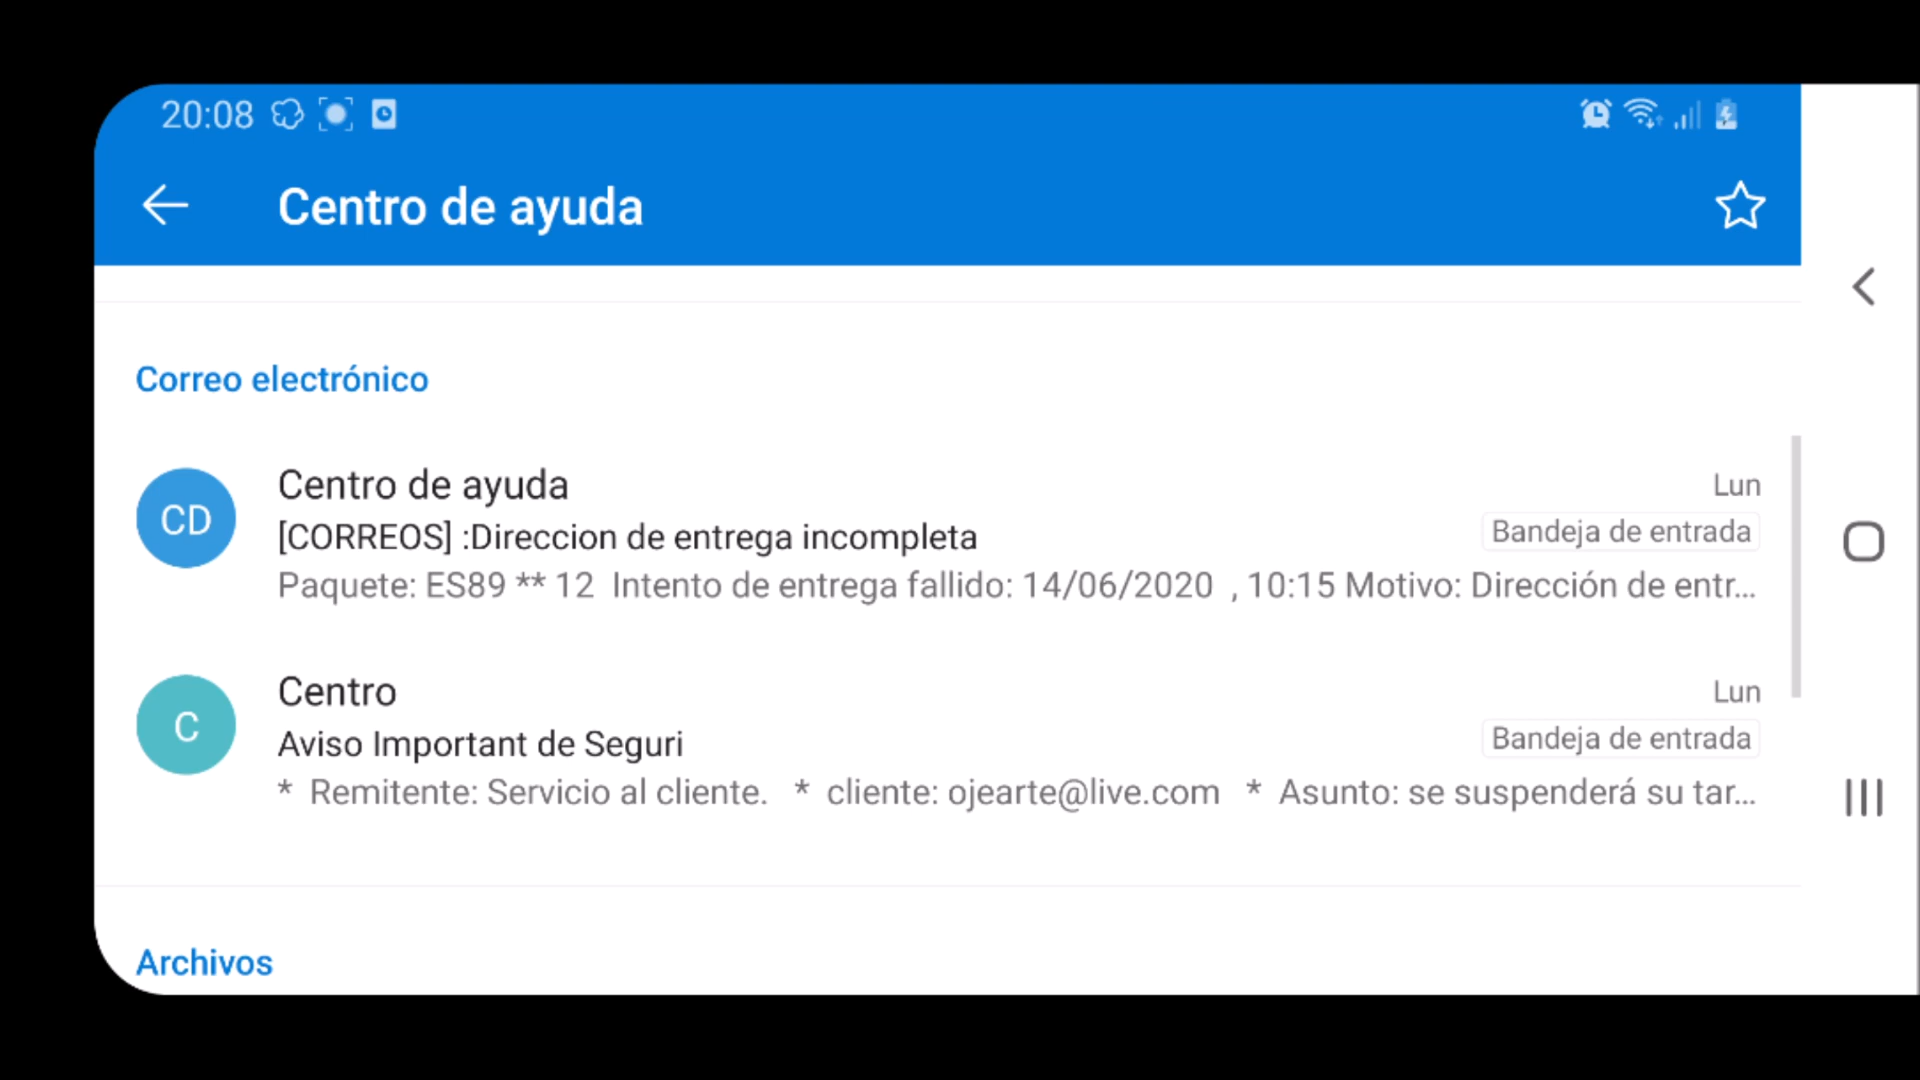 20:08
Centro de ayuda
Correo electrónico
CD
Centro de ayuda
Lun
[CORREOS] :Direccion de entrega incompleta
Bandeja de entrada
Paquete: ES89 ** 12 Intento de entrega fallido: 14/06/2020 , 10:15 Motivo: Dirección de entr...
C
Centro
Lun
Aviso Important de Seguri
Bandeja de entrada
* Remitente: Servicio al cliente. * cliente: ojearte@live.com * Asunto: se suspenderá su tar...
Archivos